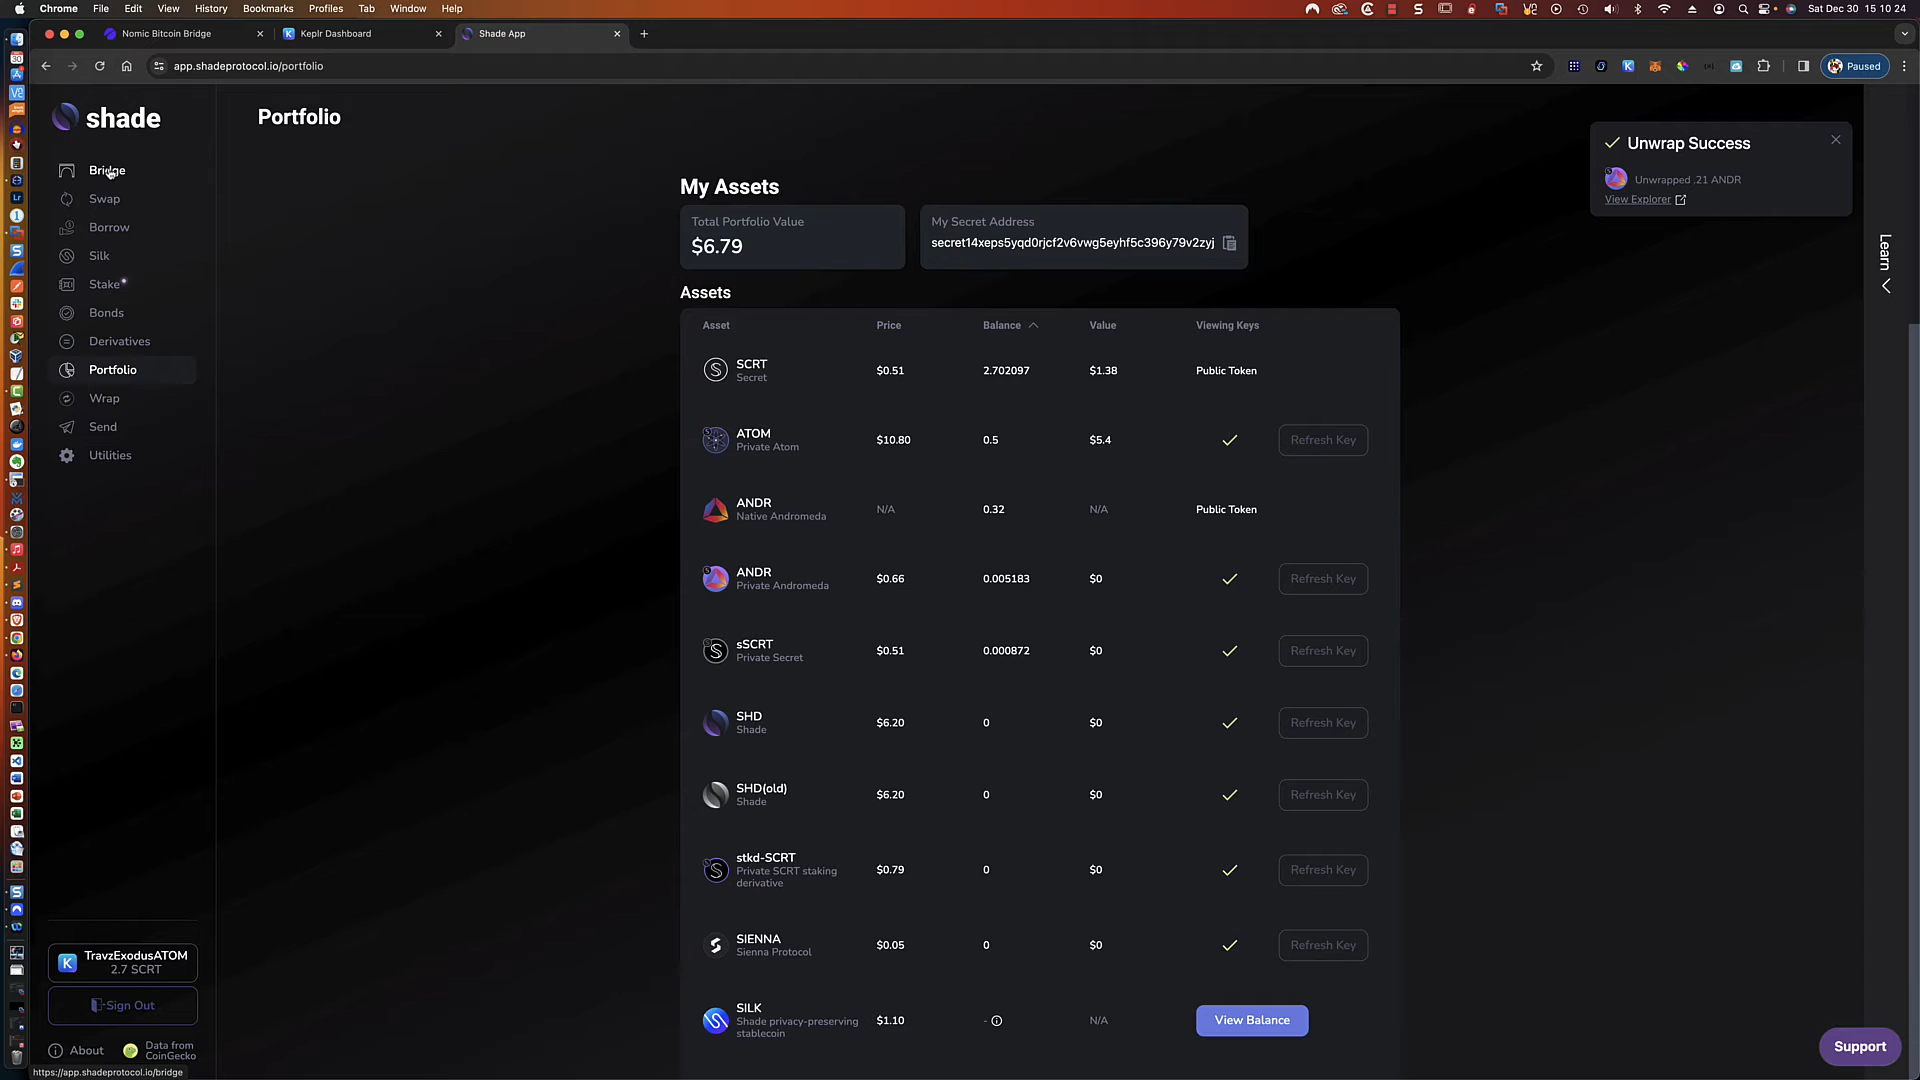 Chrome File Edit View History Bookmarks Profiles Tab Window Help
Sat Dec 30 15 10 24
Nomic Bitcoin Bridge
Keplr Dashboard
Shade App
app.shadeprotocol.io/portfolio
Paused
shade
Bridge
Swap
Borrow
Silk
Stake
Bonds
Derivatives
Portfolio
Wrap
Send
Utilities
TravzExodusATOM
2.7 SCRT
Sign Out
About
Data from
CoinGecko
https://app.shadeprotocol.io/bridge
Portfolio
My Assets
Total Portfolio Value
$6.79
My Secret Address
secret14xeps5yqd0rjcf2v6vwg5eyhf5c396y79v2zyj
Assets
Asset Price Balance Value Viewing Keys
SCRT
Secret
$0.51 2.702097 $1.38 Public Token
ATOM
Private Atom
$10.80 0.5 $5.4 Refresh Key
ANDR
Native Andromeda
N/A 0.32 N/A Public Token
ANDR
Private Andromeda
$0.66 0.005183 $0 Refresh Key
sSCRT
Private Secret
$0.51 0.000872 $0 Refresh Key
SHD
Shade
$6.20 0 $0 Refresh Key
SHD(old)
Shade
$6.20 0 $0 Refresh Key
stkd-SCRT
Private SCRT staking
derivative
$0.79 0 $0 Refresh Key
SIENNA
Sienna Protocol
$0.05 0 $0 Refresh Key
SILK
Shade privacy-preserving
stablecoin
$1.10 - N/A View Balance
Unwrap Success
Unwrapped .21 ANDR
View Explorer
Learn
Support